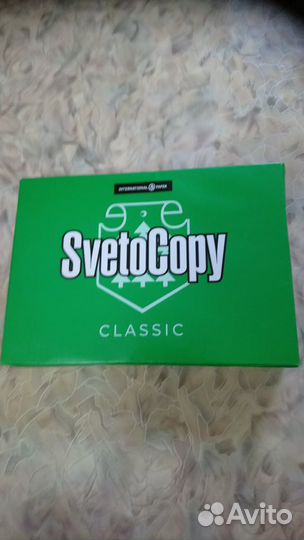 INTERNATIONAL PAPER
SvetoCopy
CLASSIC
Avito